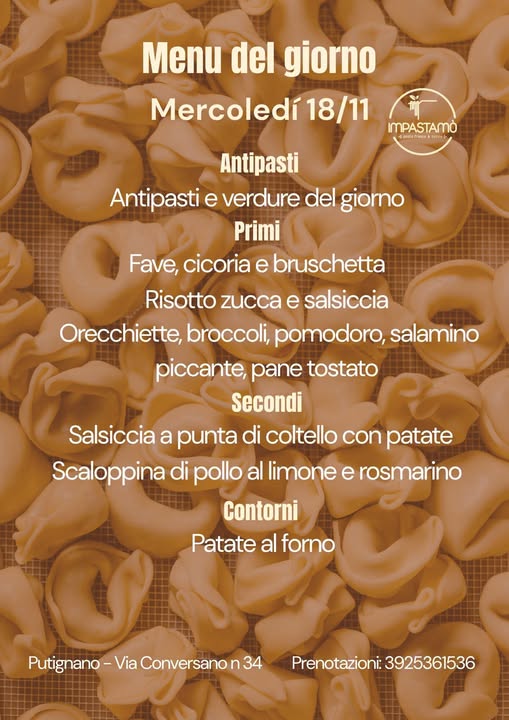 Menu del giorno
Mercoledí 18/11
IMPASTAMÒ
Antipasti
Antipasti e verdure del giorno
Primi
Fave, cicoria e bruschetta
Risotto zucca e salsiccia
Orecchiette, broccoli, pomodoro, salamino
piccante, pane tostato
Secondi
Salsiccia a punta di coltello con patate
Scaloppina di pollo al limone e rosmarino
Contorni
Patate al forno
Putignano - Via Conversano n 34 Prenotazioni: 3925361536